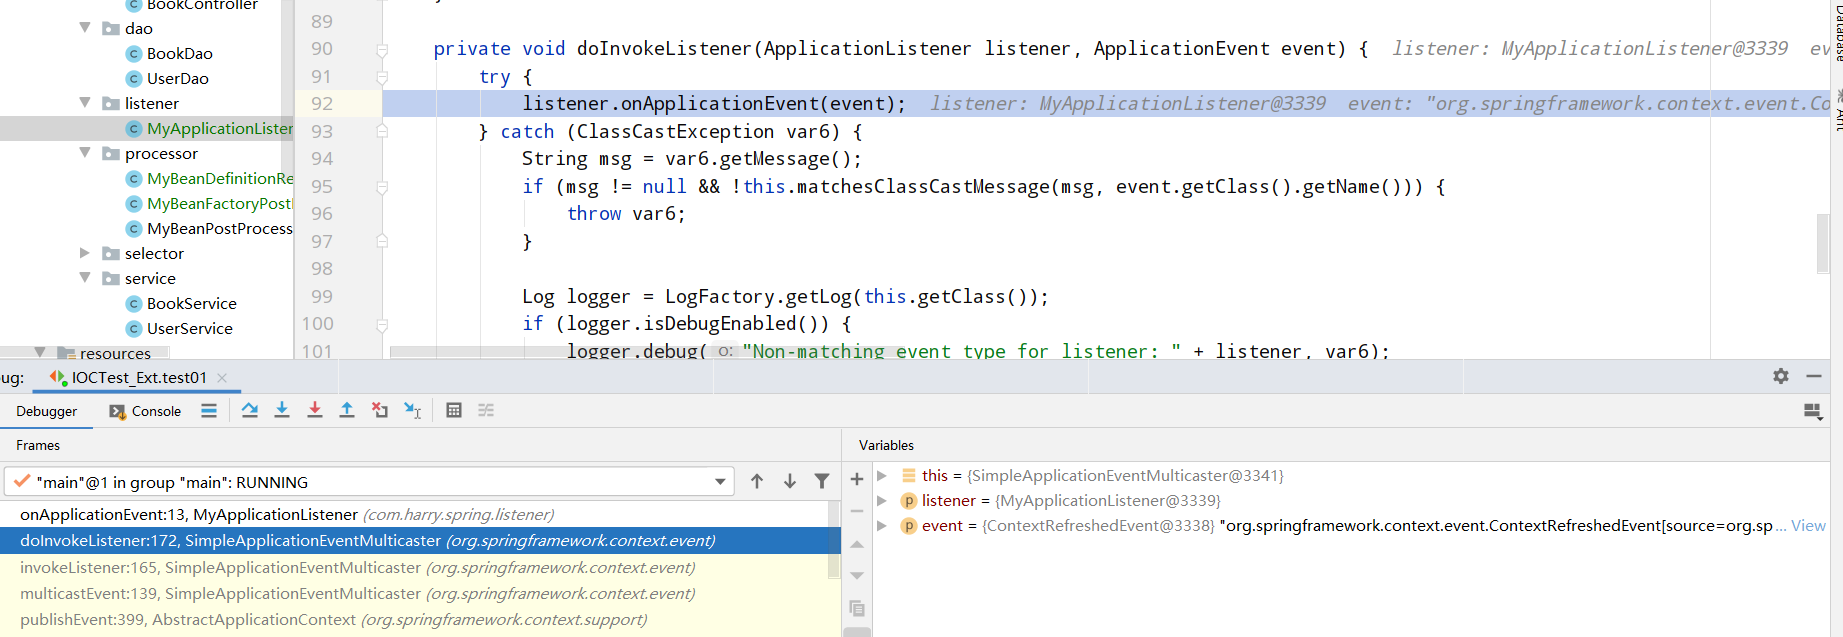 BookController
dao
BookDao
UserDao
listener
MyApplicationLister
processor
MyBeanDefinitionRe
MyBeanFactoryPost
MyBeanPostProcess
selector
service
BookService
UserService
resources
89
90 private void doInvokeListener(ApplicationListener listener, ApplicationEvent event) { listener: MyApplicationListener@3339 ev
91 try {
92 listener.onApplicationEvent(event); listener: MyApplicationListener@3339 event: "org.springframework.context.event.Co
93 } catch (ClassCastException var6) {
94 String msg = var6.getMessage();
95 if (msg != null && !this.matchesClassCastMessage(msg, event.getClass().getName())) {
96 throw var6;
97 }
98
99 Log logger = LogFactory.getLog(this.getClass());
100 if (logger.isDebugEnabled()) {
101 logger.debug( o: "Non-matching event type for listener: " + listener, var6);
Database
Ant
ug: IOCTest_Ext.test01
Debugger Console
Frames
"main"@1 in group "main": RUNNING
onApplicationEvent:13, MyApplicationListener (com.harry.spring.listener)
doInvokeListener:172, SimpleApplicationEventMulticaster (org.springframework.context.event)
invokeListener:165, SimpleApplicationEventMulticaster (org.springframework.context.event)
multicastEvent:139, SimpleApplicationEventMulticaster (org.springframework.context.event)
publishEvent:399, AbstractApplicationContext (org.springframework.context.support)
Variables
this = {SimpleApplicationEventMulticaster@3341}
listener = {MyApplicationListener@3339}
event = {ContextRefreshedEvent@3338} "org.springframework.context.event.ContextRefreshedEvent[source=org.sp... View